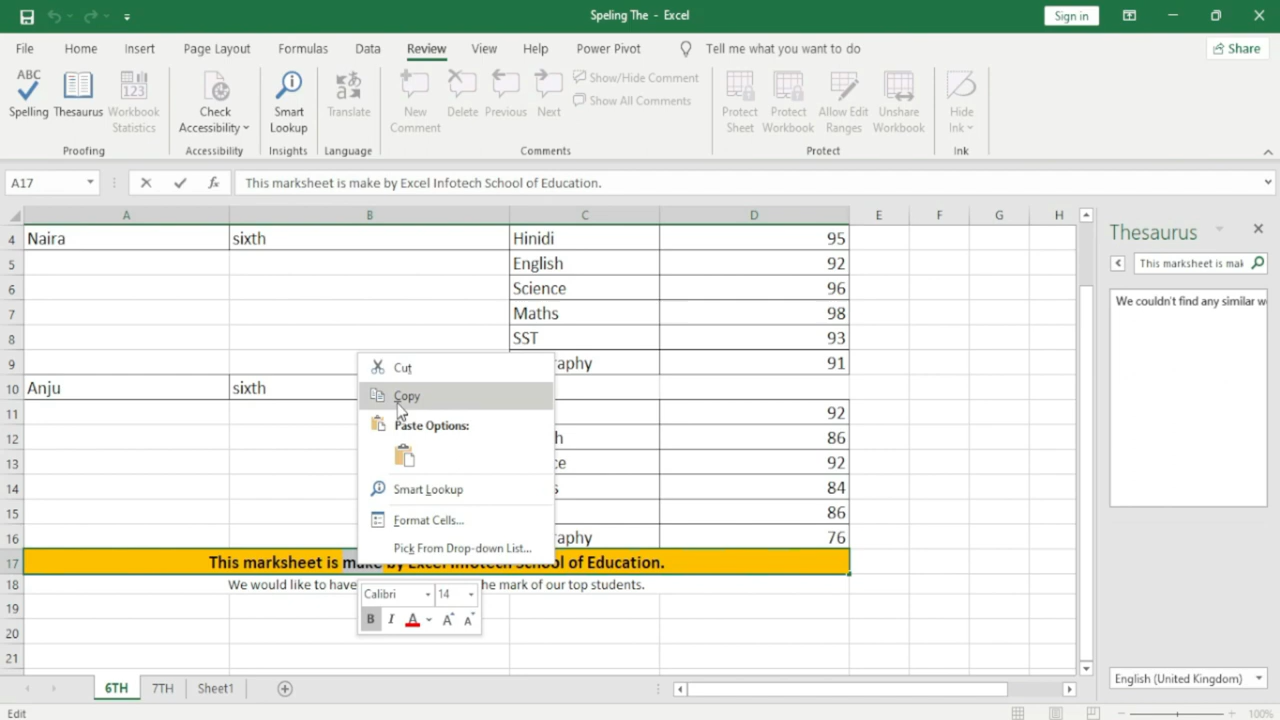 Speling The - Excel
Sign in
File Home Insert Page Layout Formulas Data Review View Help Power Pivot Tell me what you want to do Share
ABC
Spelling Thesaurus Workbook Statistics
Check Accessibility
Smart Lookup
Translate
New Comment Delete Previous Next
Show/Hide Comment
Show All Comments
Protect Sheet Protect Workbook Allow Edit Ranges Unshare Workbook
Hide Ink
Proofing Accessibility Insights Language Comments Protect Ink
A17 fx This marksheet is make by Excel Infotech School of Education.
A B C D E F G H
4 Naira sixth Hinidi 95
5 English 92
6 Science 96
7 Maths 98
8 SST 93
9 aphy 91
10 Anju sixth
11 92
12 h 86
13 ce 92
14 s 84
15 86
16 aphy 76
17 This marksheet is make by Excel Infotech School of Education.
18 We would like to have the mark of our top students.
19
20
21
Cut
Copy
Paste Options:
Smart Lookup
Format Cells...
Pick From Drop-down List...
Calibri 14
B I A A A
Thesaurus
This marksheet is mak
We couldn't find any similar w
English (United Kingdom)
6TH 7TH Sheet1
Edit
100%